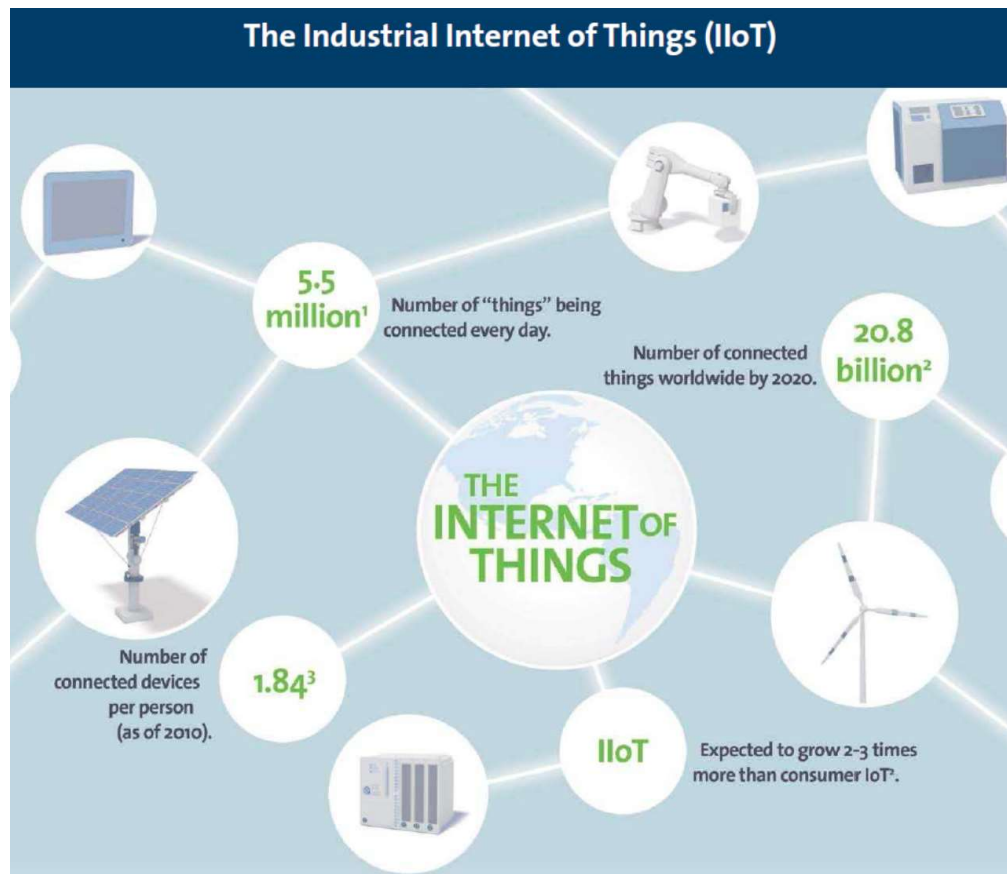 The Industrial Internet of Things (IIoT)
5.5
million¹
Number of “things” being
connected every day.
20.8
billion²
Number of connected
things worldwide by 2020.
THE
INTERNET OF
THINGS
Number of
connected devices
per person
(as of 2010).
1.84³
IIoT
Expected to grow 2-3 times
more than consumer IoT².